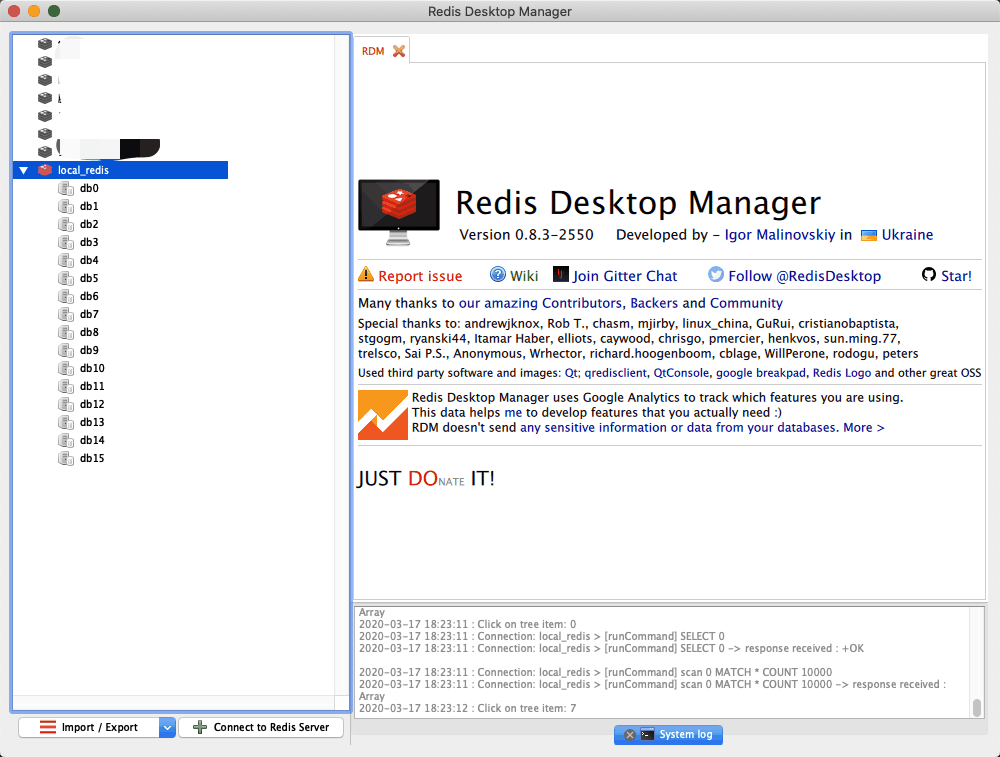 Redis Desktop Manager
local_redis
db0
db1
db2
db3
db4
db5
db6
db7
db8
db9
db10
db11
db12
db13
db14
db15
Import / Export
Connect to Redis Server
RDM
Redis Desktop Manager
Version 0.8.3-2550 Developed by - Igor Malinovskiy in Ukraine
Report issue Wiki Join Gitter Chat Follow @RedisDesktop Star!
Many thanks to our amazing Contributors, Backers and Community
Special thanks to: andrewjknox, Rob T., chasm, mjirby, linux_china, GuRui, cristianobaptista,
stgogm, ryanski44, Itamar Haber, elliots, caywood, chrisgo, pmercier, henkvos, sun.ming.77,
trelsco, Sai P.S., Anonymous, Wrhector, richard.hoogenboom, cblage, WillPerone, rodogu, peters
Used third party software and images: Qt; qredisclient, QtConsole, google breakpad, Redis Logo and other great OSS
Redis Desktop Manager uses Google Analytics to track which features you are using.
This data helps me to develop features that you actually need :)
RDM doesn't send any sensitive information or data from your databases. More >
JUST DONATE IT!
Array
2020-03-17 18:23:11 : Click on tree item: 0
2020-03-17 18:23:11 : Connection: local_redis > [runCommand] SELECT 0
2020-03-17 18:23:11 : Connection: local_redis > [runCommand] SELECT 0 -> response received : +OK
2020-03-17 18:23:11 : Connection: local_redis > [runCommand] scan 0 MATCH * COUNT 10000
2020-03-17 18:23:11 : Connection: local_redis > [runCommand] scan 0 MATCH * COUNT 10000 -> response received :
Array
2020-03-17 18:23:12 : Click on tree item: 7
System log